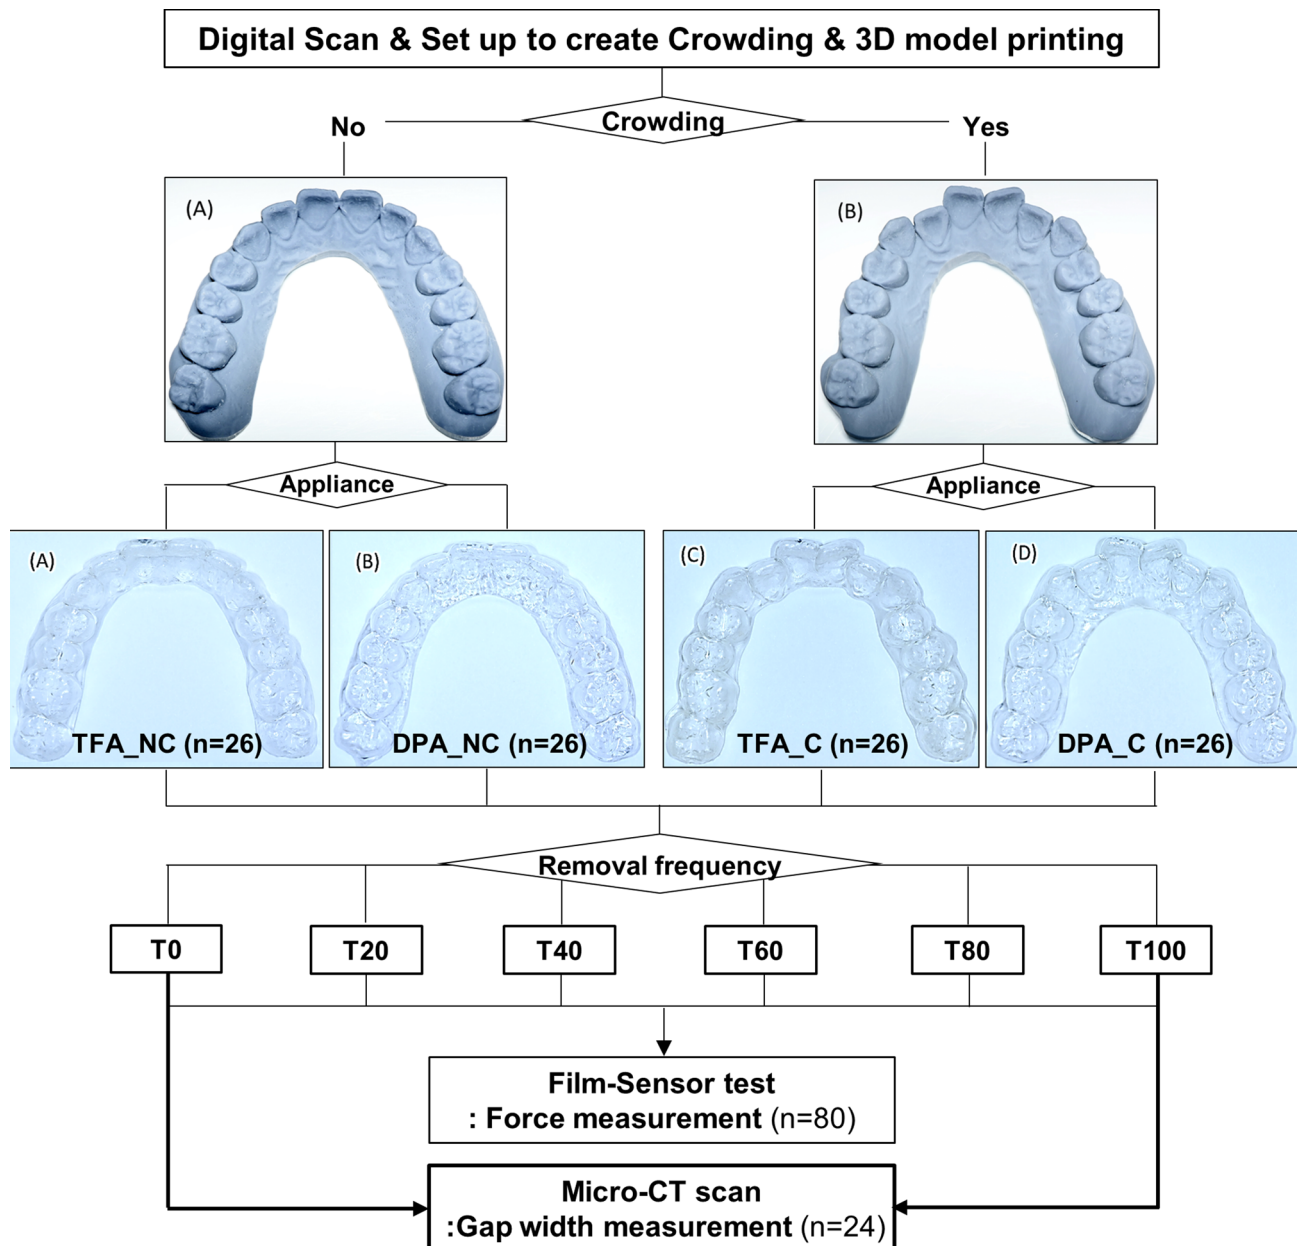 Digital Scan & Set up to create Crowding & 3D model printing
Crowding
No
Yes
(A)
(B)
Appliance
Appliance
(A)
(B)
(C)
(D)
TFA_NC (n=26)
DPA_NC (n=26)
TFA_C (n=26)
DPA_C (n=26)
Removal frequency
T0
T20
T40
T60
T80
T100
Film-Sensor test
: Force measurement (n=80)
Micro-CT scan
:Gap width measurement (n=24)